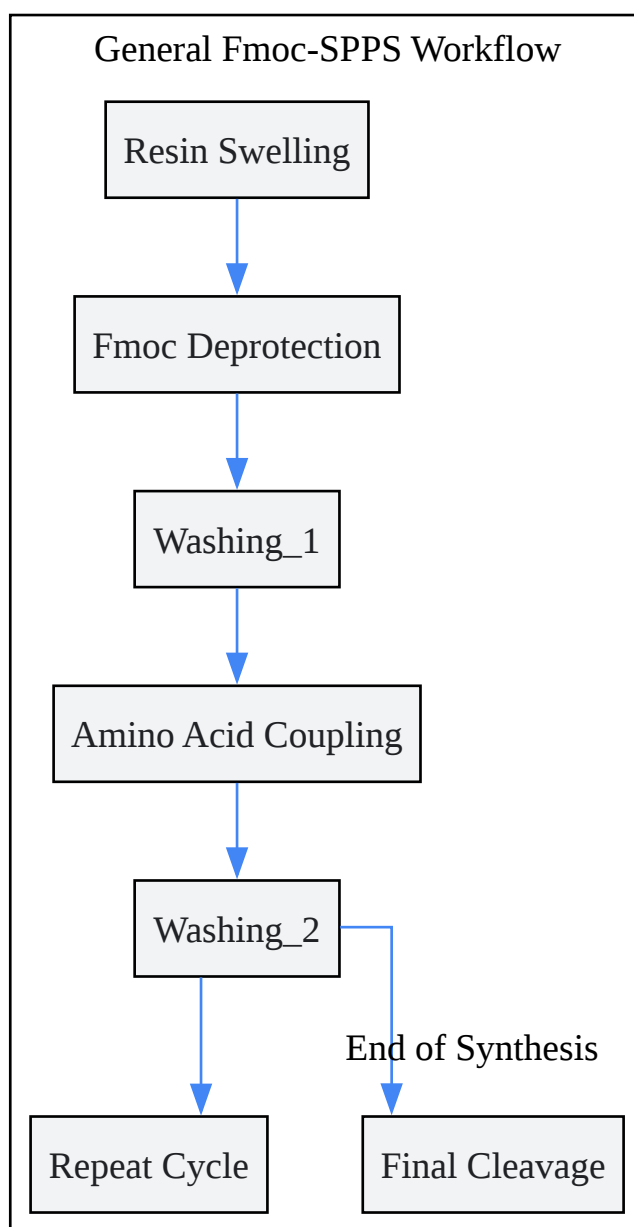 General Fmoc-SPPS Workflow
Resin Swelling
Fmoc Deprotection
Washing_1
Amino Acid Coupling
Washing_2
End of Synthesis
Repeat Cycle
Final Cleavage